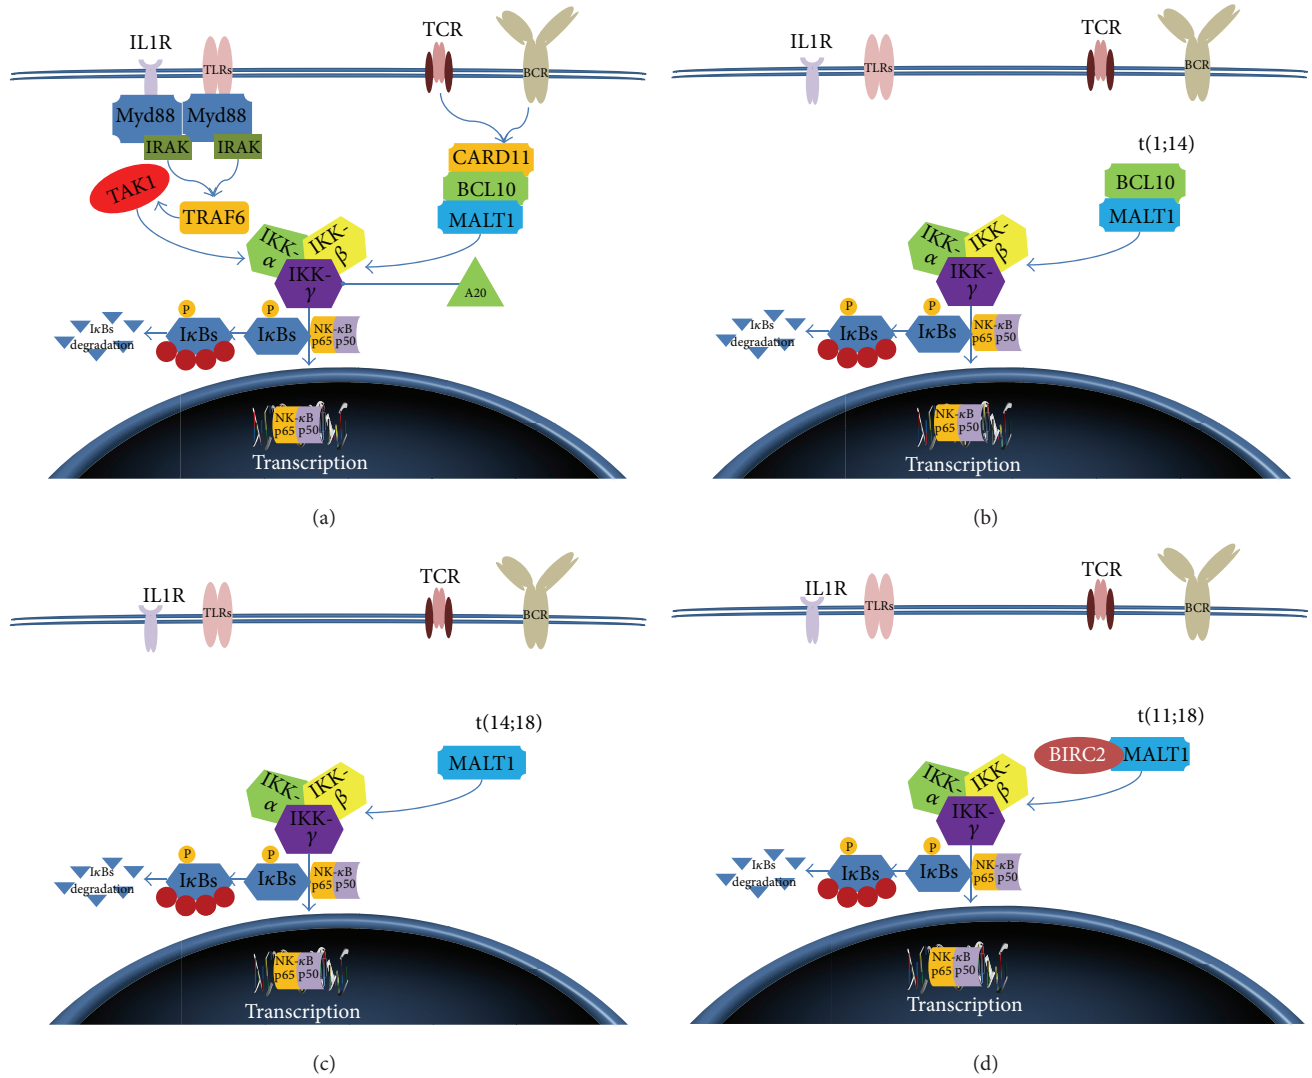 IL1R
TLRs
TCR
BCR
Myd88
Myd88
IRAK
IRAK
TAK1
TRAF6
CARD11
BCL10
MALT1
IKK-
α
IKK-
β
IKK-
γ
A20
P
P
IκBs
degradation
IκBs
IκBs
NK-κB
p65 p50
NK-κB
p65 p50
Transcription
(a)
IL1R
TLRs
TCR
BCR
t(1;14)
BCL10
MALT1
IKK-
α
IKK-
β
IKK-
γ
P
P
IκBs
degradation
IκBs
IκBs
NK-κB
p65 p50
NK-κB
p65 p50
Transcription
(b)
IL1R
TLRs
TCR
BCR
t(14;18)
MALT1
IKK-
α
IKK-
β
IKK-
γ
P
P
IκBs
degradation
IκBs
IκBs
NK-κB
p65 p50
NK-κB
p65 p50
Transcription
(c)
IL1R
TLRs
TCR
BCR
t(11;18)
BIRC2
MALT1
IKK-
α
IKK-
β
IKK-
γ
P
P
IκBs
degradation
IκBs
IκBs
NK-κB
p65 p50
NK-κB
p65 p50
Transcription
(d)